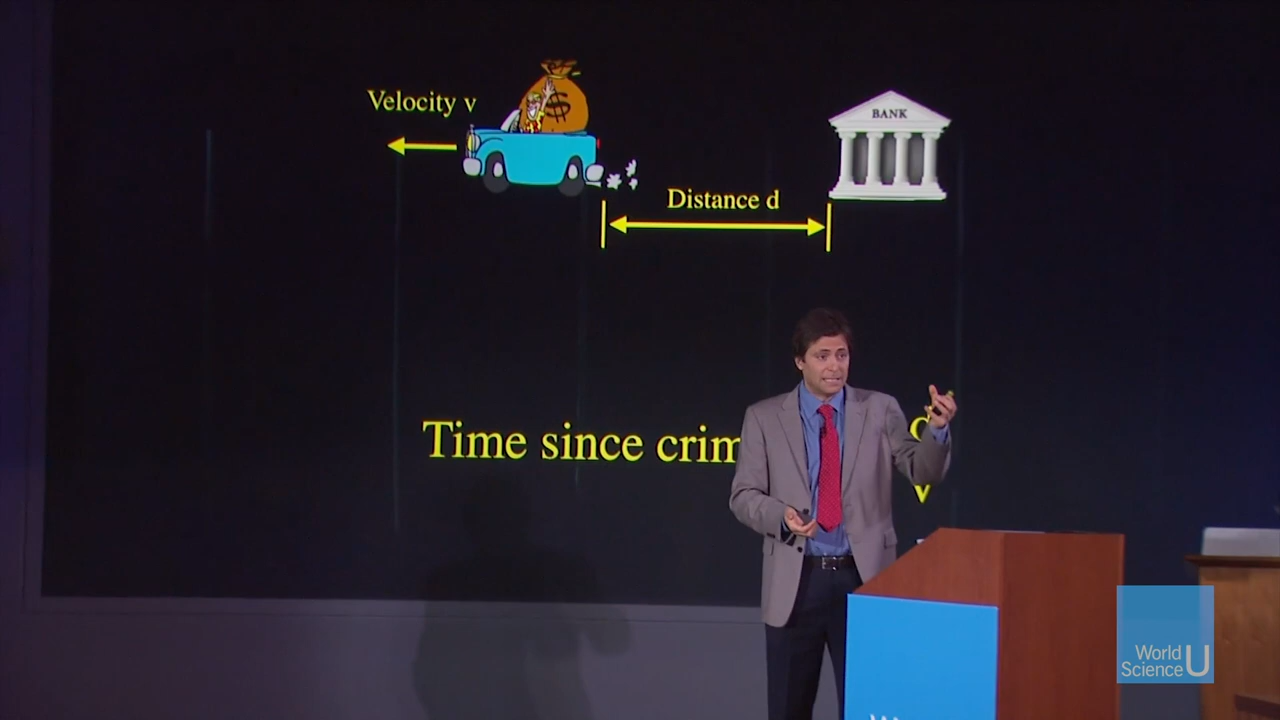 Velocity v
$
BANK
Distance d
Time since crim
d
v
World
Science U